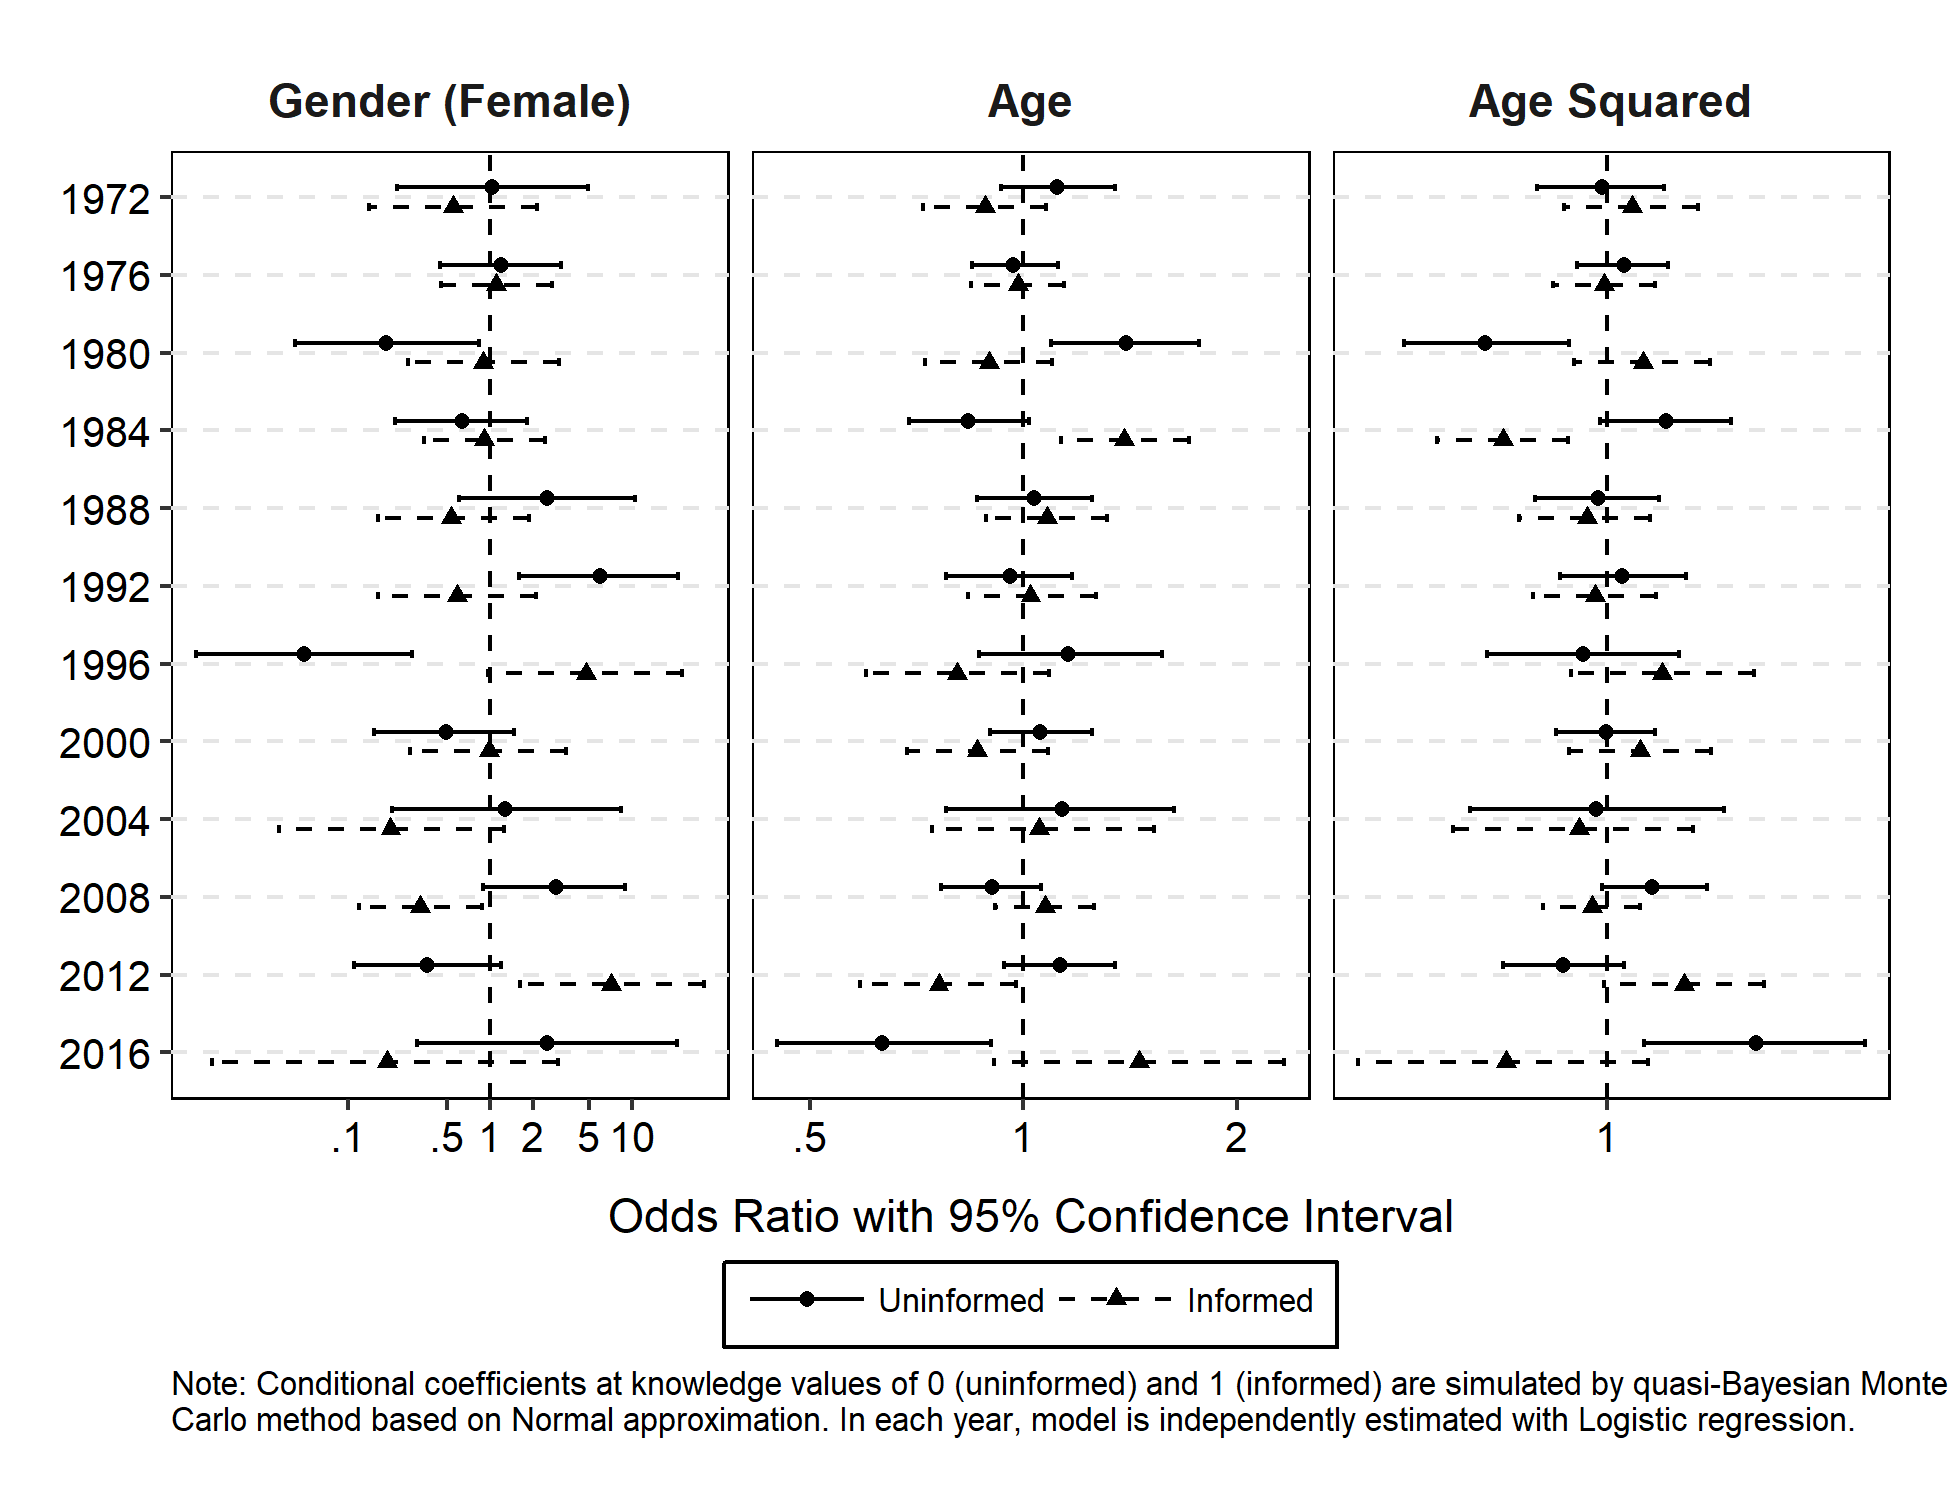 Gender (Female) Age Age Squared
1972
1976
1980
1984
1988
1992
1996
2000
2004
2008
2012
2016
.1 .5 1 2 5 10 .5 1 2 1
Odds Ratio with 95% Confidence Interval
Uninformed Informed
Note: Conditional coefficients at knowledge values of 0 (uninformed) and 1 (informed) are simulated by quasi-Bayesian Monte
Carlo method based on Normal approximation. In each year, model is independently estimated with Logistic regression.